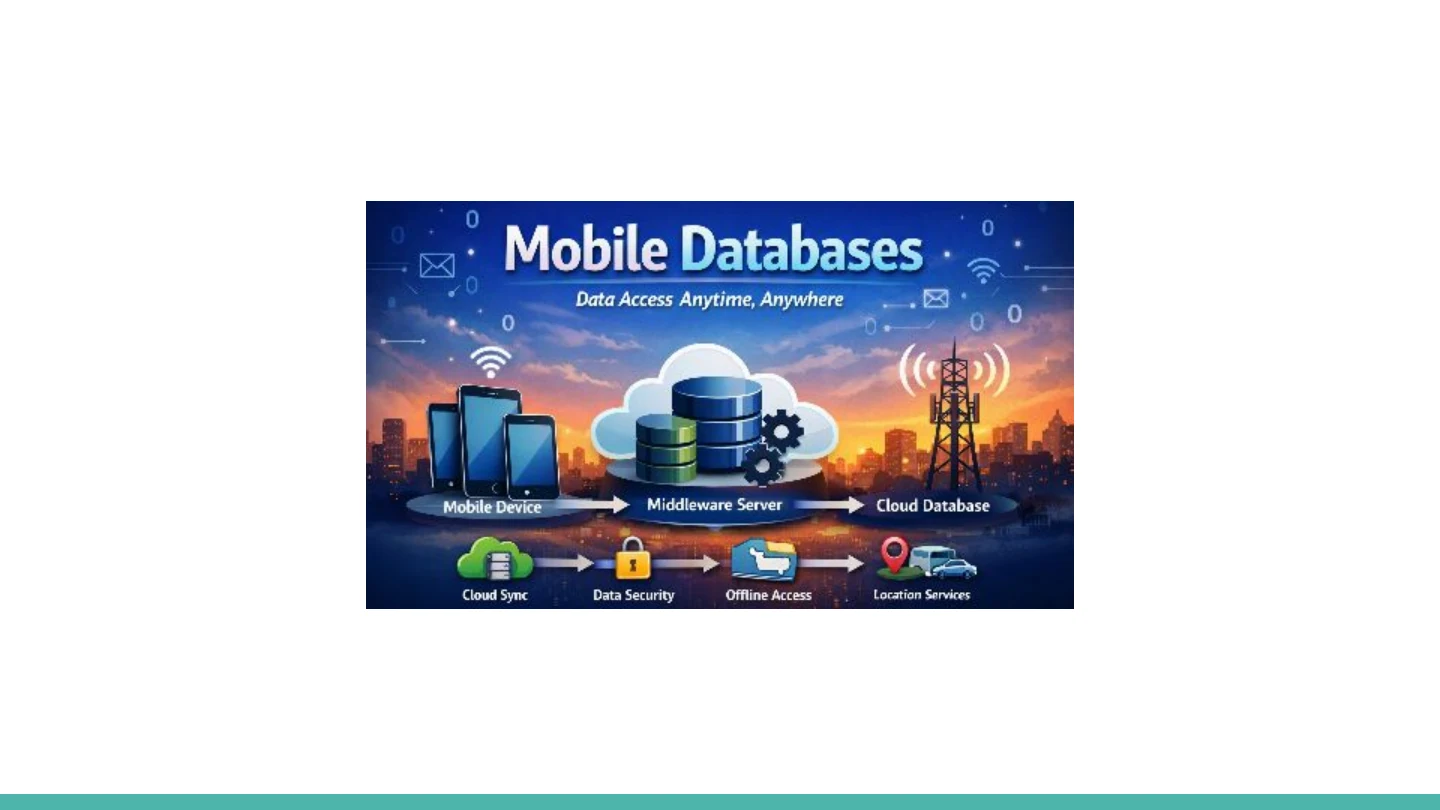 Mobile Databases
Data Access Anytime, Anywhere
Mobile Device
Middleware Server
Cloud Database
Cloud Sync
Data Security
Offline Access
Location Services